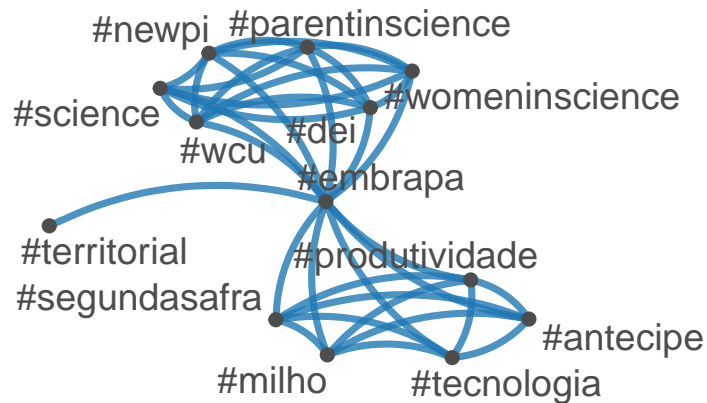 #newpi
#parentinscience
#womeninscience
#science
#dei
#wcu
#embrapa
#territorial
#produtividade
#segundasafra
#antecipe
#milho
#tecnologia